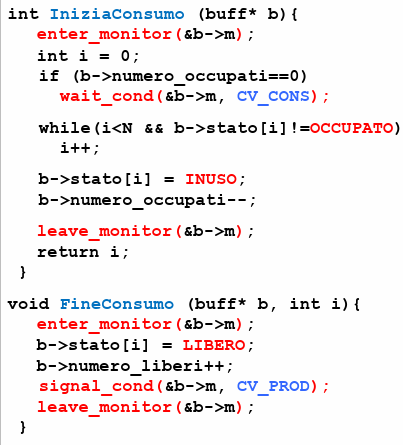 int IniziaConsumo (buff* b){
enter_monitor(&b->m);
int i = 0;
if (b->numero_occupati==0)
wait_cond(&b->m, CV_CONS);
while(i<N && b->stato[i]!=OCCUPATO)
i++;
b->stato[i] = INUSO;
b->numero_occupati--;
leave_monitor(&b->m);
return i;
}
void FineConsumo (buff* b, int i){
enter_monitor(&b->m);
b->stato[i] = LIBERO;
b->numero_liberi++;
signal_cond(&b->m, CV_PROD);
leave_monitor(&b->m);
}